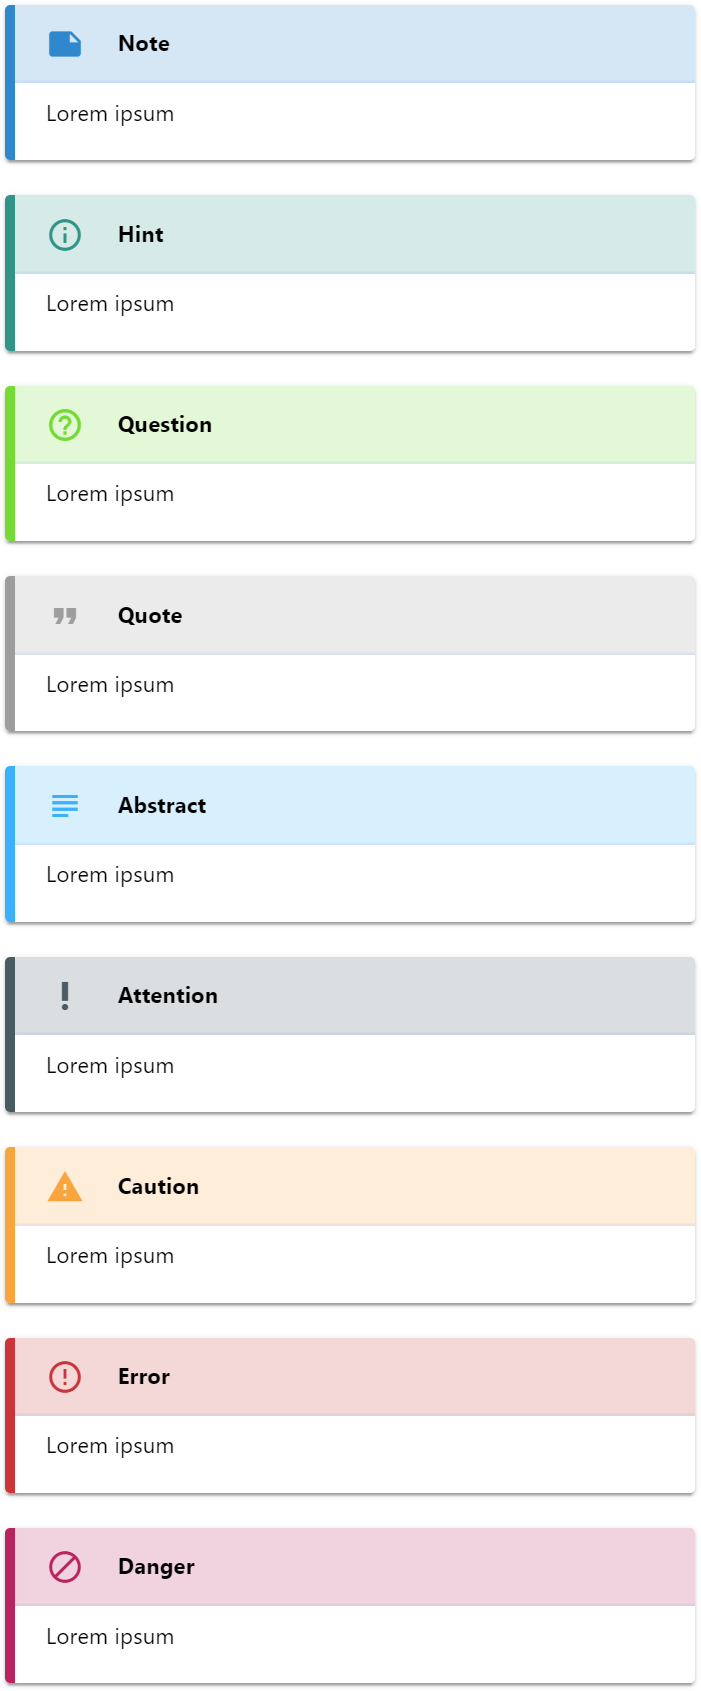 Note
Lorem ipsum
Hint
Lorem ipsum
Question
Lorem ipsum
Quote
Lorem ipsum
Abstract
Lorem ipsum
Attention
Lorem ipsum
Caution
Lorem ipsum
Error
Lorem ipsum
Danger
Lorem ipsum